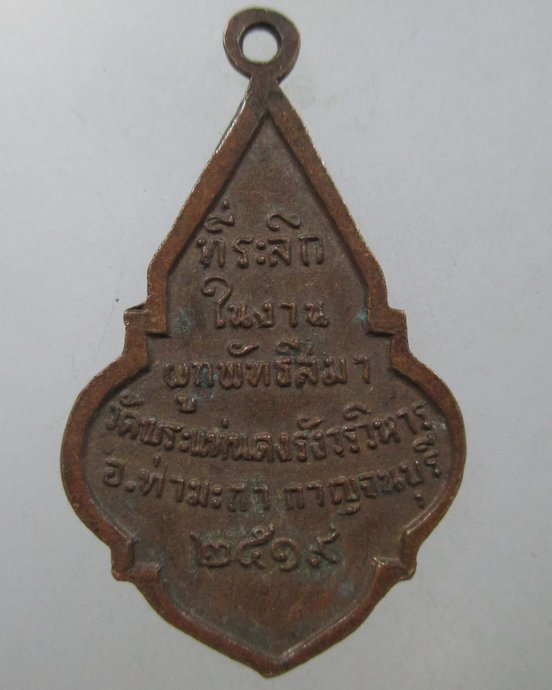 ที่ระลึก
ในงาน
ผูกพัทธสีมา
วัดพระแท่นดงรังวรวิหาร
อ.ท่ามะกา กาญจนบุรี
๒๕๑๙